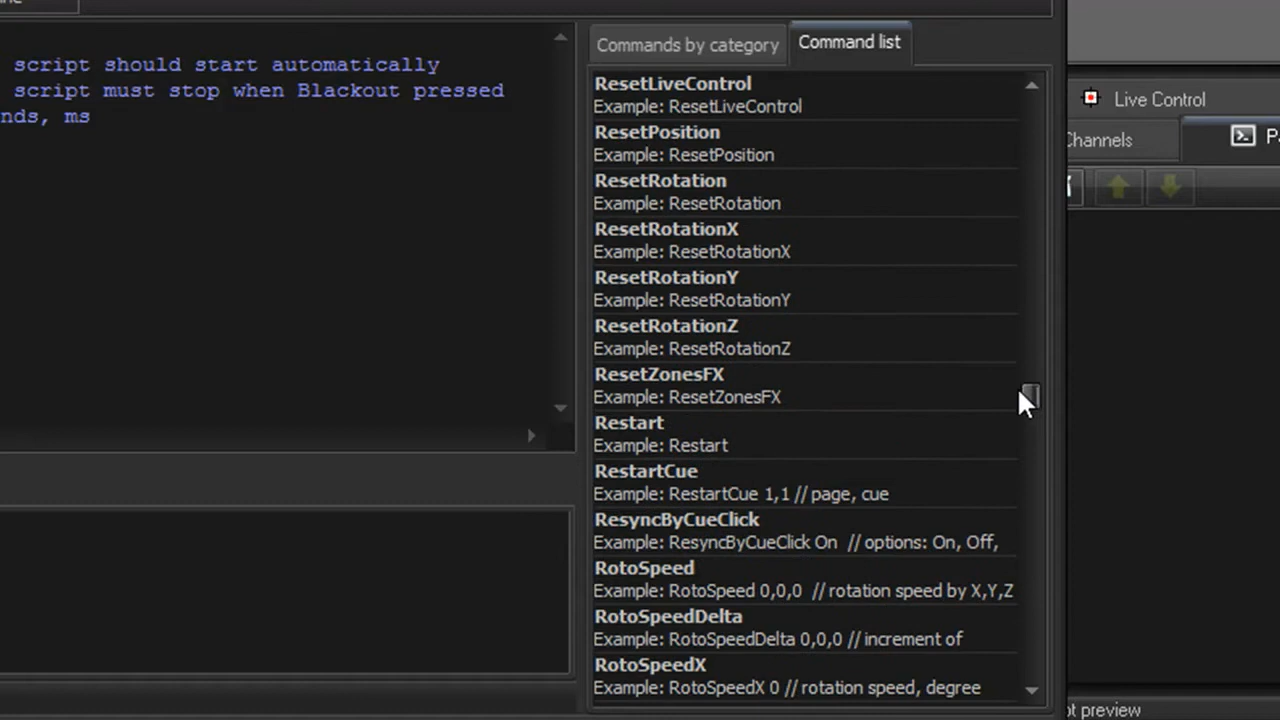 script should start automatically
script must stop when Blackout pressed
nds, ms
Commands by category
Command list
ResetLiveControl
Example: ResetLiveControl
ResetPosition
Example: ResetPosition
ResetRotation
Example: ResetRotation
ResetRotationX
Example: ResetRotationX
ResetRotationY
Example: ResetRotationY
ResetRotationZ
Example: ResetRotationZ
ResetZonesFX
Example: ResetZonesFX
Restart
Example: Restart
RestartCue
Example: RestartCue 1,1 // page, cue
ResyncByCueClick
Example: ResyncByCueClick On // options: On, Off,
RotoSpeed
Example: RotoSpeed 0,0,0 // rotation speed by X,Y,Z
RotoSpeedDelta
Example: RotoSpeedDelta 0,0,0 // increment of
RotoSpeedX
Example: RotoSpeedX 0 // rotation speed, degree
Live Control
Channels
pt preview